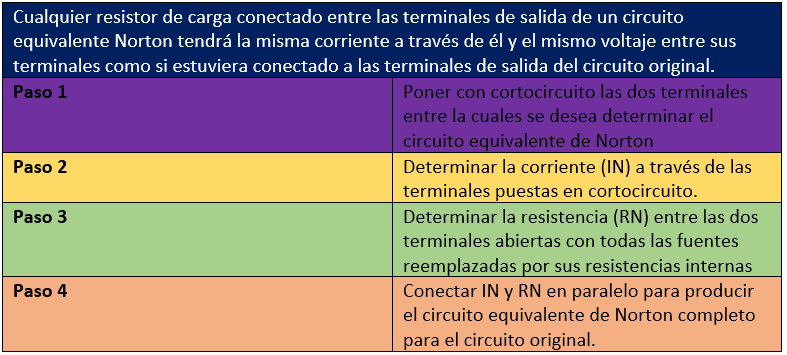 Cualquier resistor de carga conectado entre las terminales de salida de un circuito
equivalente Norton tendrá la misma corriente a través de él y el mismo voltaje entre sus
terminales como si estuviera conectado a las terminales de salida del circuito original.
Paso 1
Poner con cortocircuito las dos terminales
entre la cuales se desea determinar el
circuito equivalente de Norton
Paso 2
Determinar la corriente (IN) a través de las
terminales puestas en cortocircuito.
Paso 3
Determinar la resistencia (RN) entre las dos
terminales abiertas con todas las fuentes
reemplazadas por sus resistencias internas
Paso 4
Conectar IN y RN en paralelo para producir
el circuito equivalente de Norton completo
para el circuito original.